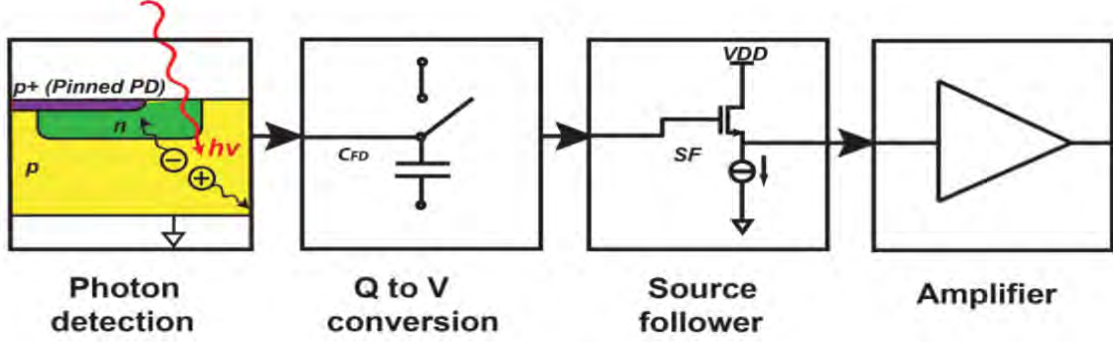 p+ (Pinned PD)
n
hv
p
−
+
CFD
VDD
SF
Photon
detection
Q to V
conversion
Source
follower
Amplifier